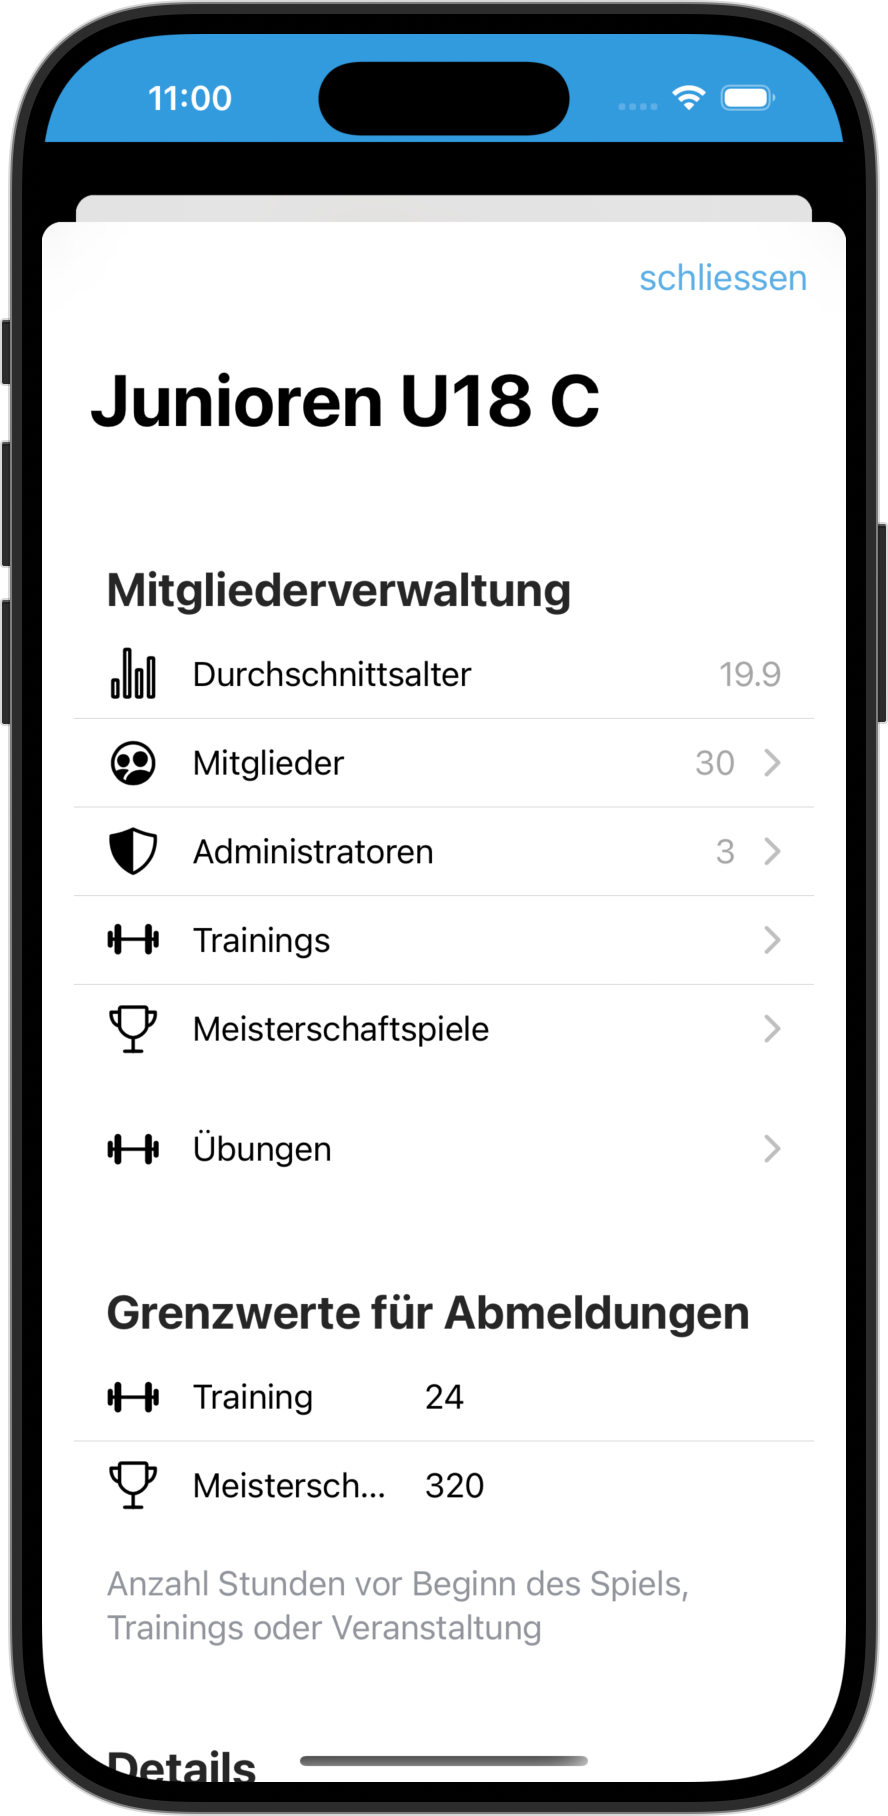 11:00
schliessen
Junioren U18 C
Mitgliederverwaltung
Durchschnittsalter 19.9
Mitglieder 30
Administratoren 3
Trainings
Meisterschaftspiele
Übungen
Grenzwerte für Abmeldungen
Training 24
Meistersch... 320
Anzahl Stunden vor Beginn des Spiels,
Trainings oder Veranstaltung
Details